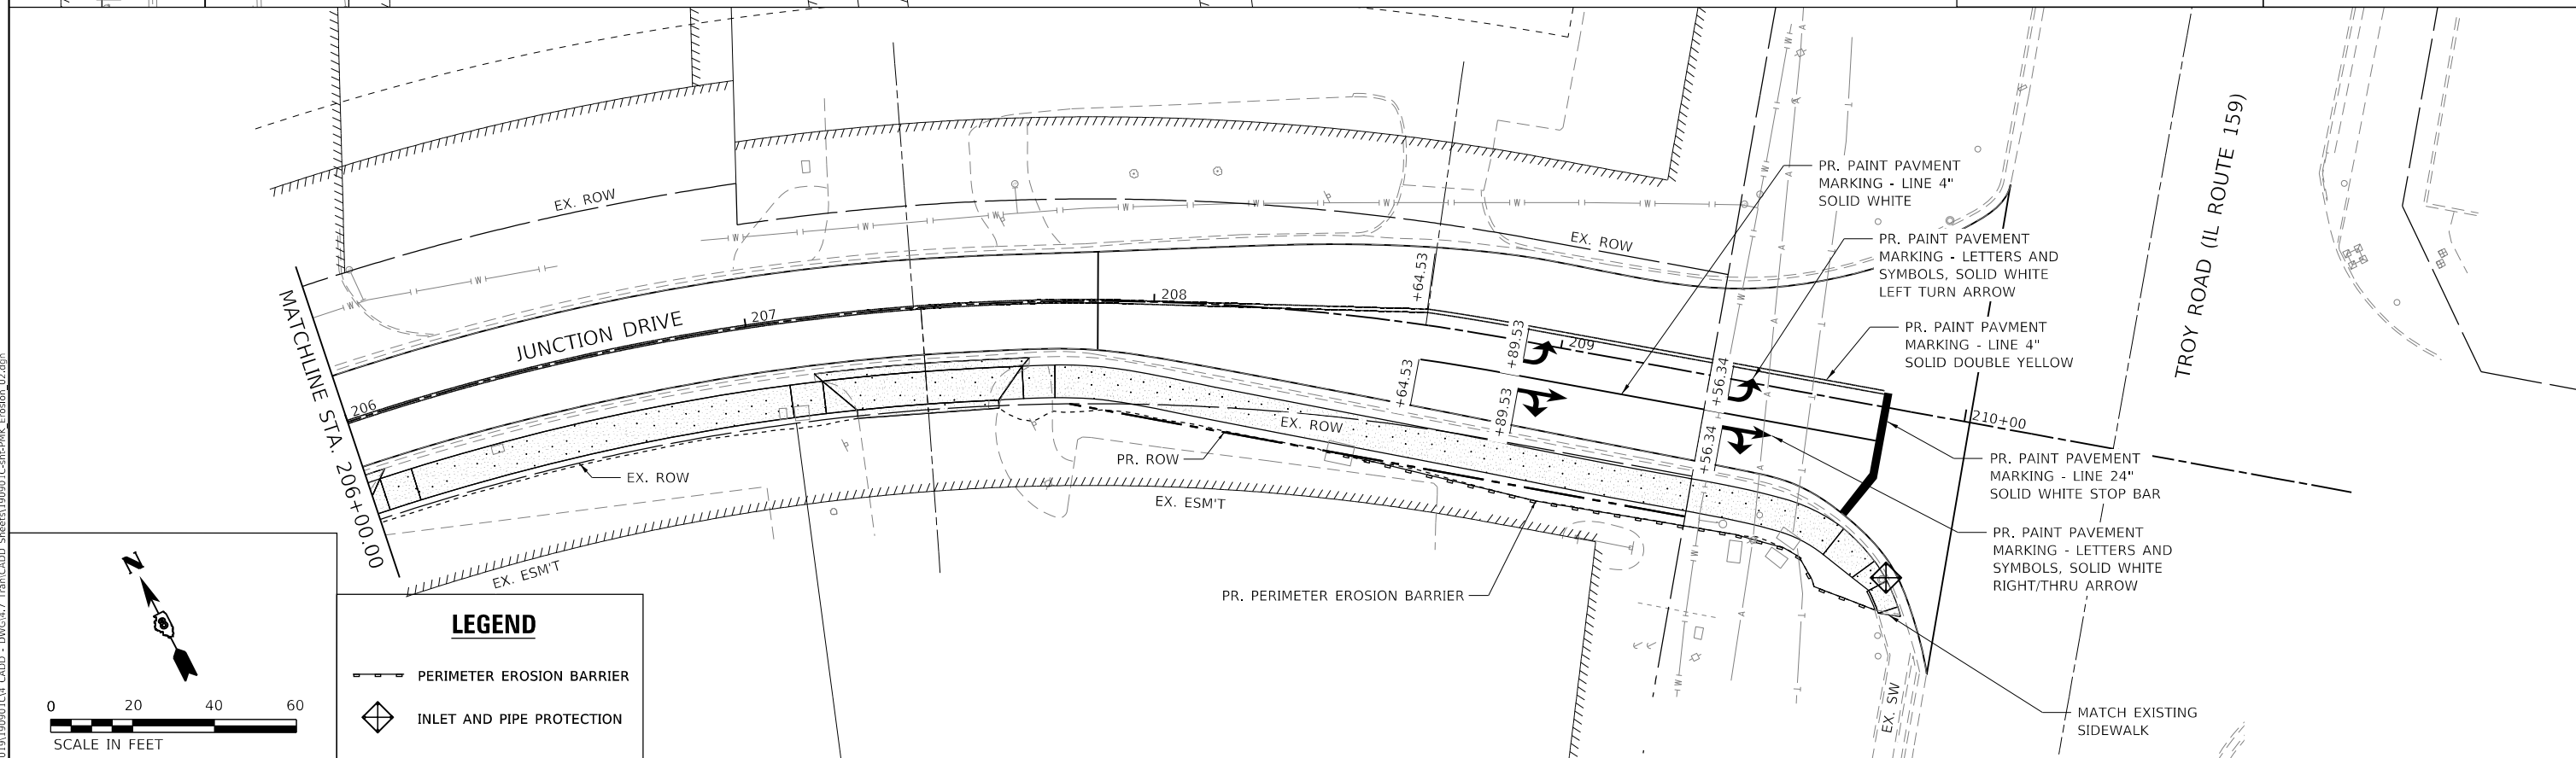 EX. ROW
EX. ROW
TROY ROAD (IL ROUTE 159)
PR. PAINT PAVMENT
MARKING - LINE 4"
SOLID WHITE
PR. PAINT PAVEMENT
MARKING - LETTERS AND
SYMBOLS, SOLID WHITE
LEFT TURN ARROW
PR. PAINT PAVMENT
MARKING - LINE 4"
SOLID DOUBLE YELLOW
MATCHLINE STA. 206+00.00
JUNCTION DRIVE
206
207
208
209
210+00
+64.53
+89.53
+56.34
+64.53
+89.53
+56.34
EX. ROW
PR. ROW
EX. ROW
EX. ESM'T
EX. ESM'T
PR. PAINT PAVEMENT
MARKING - LINE 24"
SOLID WHITE STOP BAR
PR. PAINT PAVEMENT
MARKING - LETTERS AND
SYMBOLS, SOLID WHITE
RIGHT/THRU ARROW
PR. PERIMETER EROSION BARRIER
EX. SW
MATCH EXISTING
SIDEWALK
N
0 20 40 60
SCALE IN FEET
LEGEND
PERIMETER EROSION BARRIER
INLET AND PIPE PROTECTION